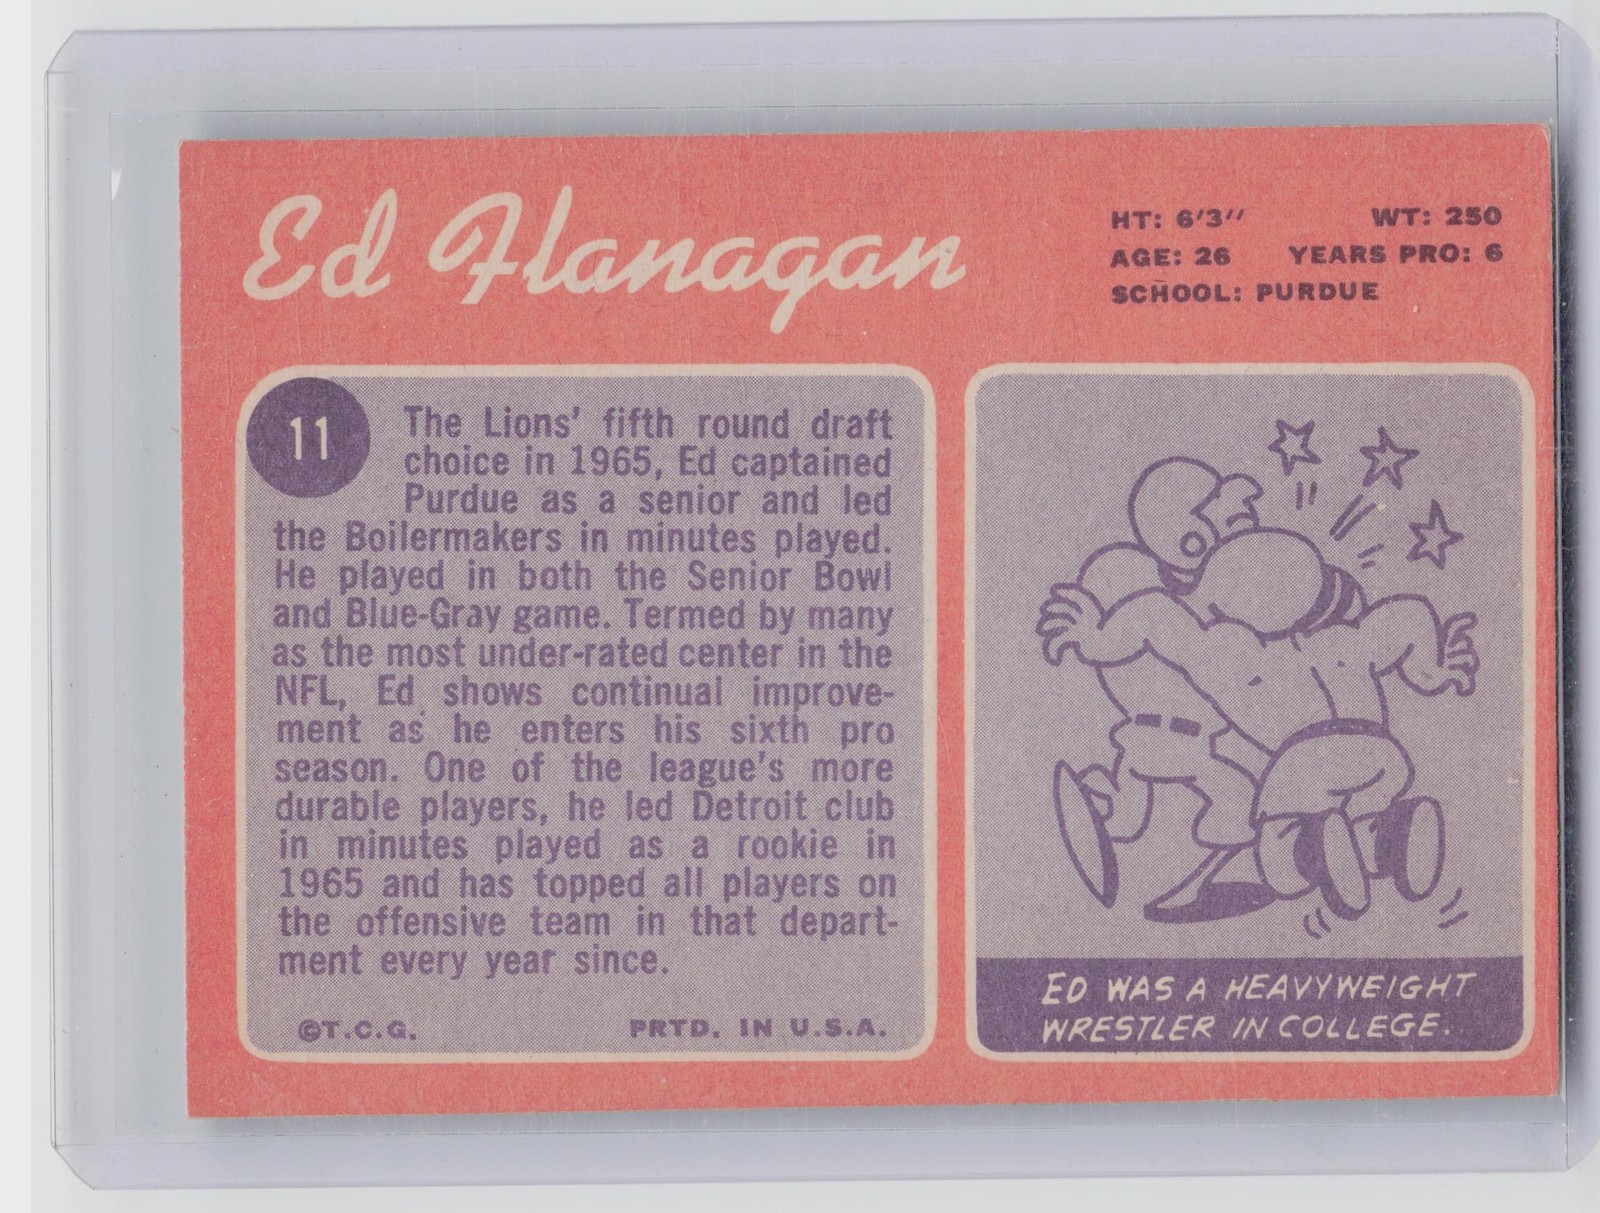 Ed Flanagan
HT: 6'3" WT: 250
AGE: 26 YEARS PRO: 6
SCHOOL: PURDUE
11
The Lions' fifth round draft
choice in 1965, Ed captained
Purdue as a senior and led
the Boilermakers in minutes played.
He played in both the Senior Bowl
and Blue-Gray game. Termed by many
as the most under-rated center in the
NFL, Ed shows continual improve-
ment as he enters his sixth pro
season. One of the league's more
durable players, he led Detroit club
in minutes played as a rookie in
1965 and has topped all players on
the offensive team in that depart-
ment every year since.
©T.C.G. PRTD. IN U.S.A.
ED WAS A HEAVYWEIGHT
WRESTLER IN COLLEGE.